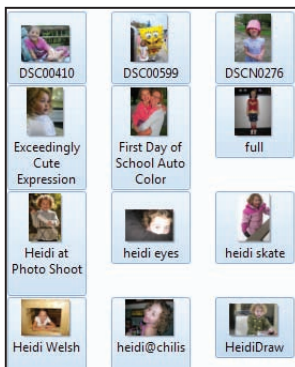 DSC00410 DSC00599 DSCN0276
Exceedingly First Day of full
Cute School Auto
Expression Color
Heidi at heidi eyes heidi skate
Photo Shoot
Heidi Welsh heidi@chilis HeidiDraw